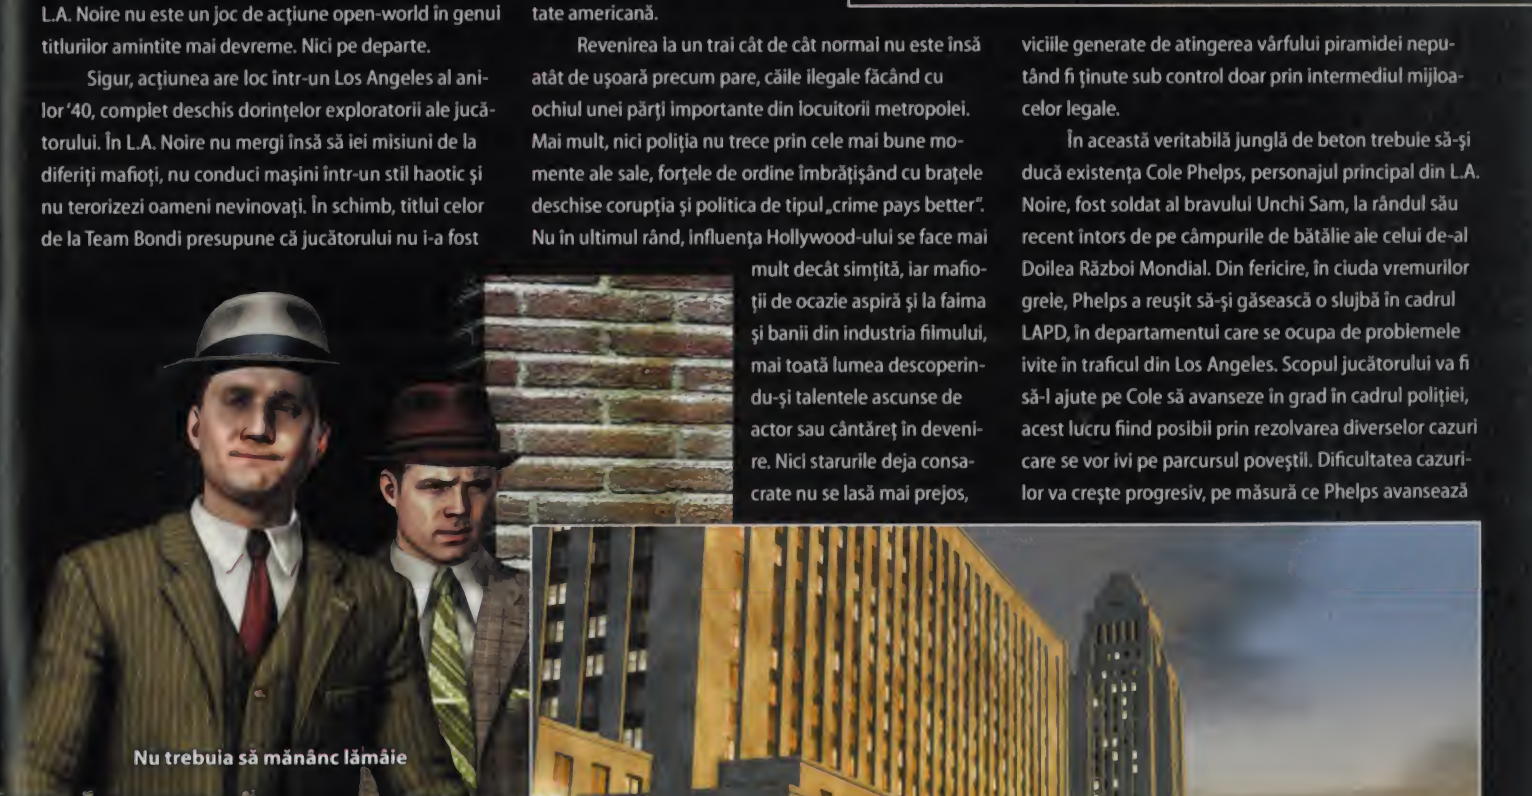 L.A. Noire nu este un joc de acțiune open-world în genul
titlurilor amintite mai devreme. Nici pe departe.
Sigur, acțiunea are loc într-un Los Angeles al ani-
lor '40, complet deschis dorințelor exploratorii ale jucă-
torului. În L.A. Noire nu mergi însă să iei misiuni de la
diferiți mafioți, nu conduci mașini într-un stil haotic și
nu terorizezi oameni nevinovați. În schimb, titlul celor
de la Team Bondi presupune că jucătorului nu i-a fost
tate americană.
Revenirea la un trai cât de cât normal nu este însă
atât de ușoară precum pare, căile ilegale făcând cu
ochiul unei părți importante din locuitorii metropolei.
Mai mult, nici poliția nu trece prin cele mai bune mo-
mente ale sale, forțele de ordine îmbrățișând cu brațele
deschise corupția și politica de tipul „crime pays better".
Nu în ultimul rând, influența Hollywood-ului se face mai
mult decât simțită, iar mafio-
ții de ocazie aspiră și la faima
și banii din industria filmului,
mai toată lumea descoperin-
du-și talentele ascunse de
actor sau cântăreț în deveni-
re. Nici starurile deja consa-
crate nu se lasă mai prejos,
viciile generate de atingerea vârfului piramidei nepu-
tând fi ținute sub control doar prin intermediul mijloa-
celor legale.
În această veritabilă junglă de beton trebuie să-și
ducă existența Cole Phelps, personajul principal din L.A.
Noire, fost soldat al bravului Unchi Sam, la rândul său
recent întors de pe câmpurile de bătălie ale celui de-al
Doilea Război Mondial. Din fericire, în ciuda vremurilor
grele, Phelps a reușit să-și găsească o slujbă în cadrul
LAPD, în departamentul care se ocupa de problemele
ivite în traficul din Los Angeles. Scopul jucătorului va fi
să-l ajute pe Cole să avanseze în grad în cadrul poliției,
acest lucru fiind posibil prin rezolvarea diverselor cazuri
care se vor ivi pe parcursul poveștii. Dificultatea cazuri-
lor va crește progresiv, pe măsură ce Phelps avansează
Nu trebuia să mănânc lămâie